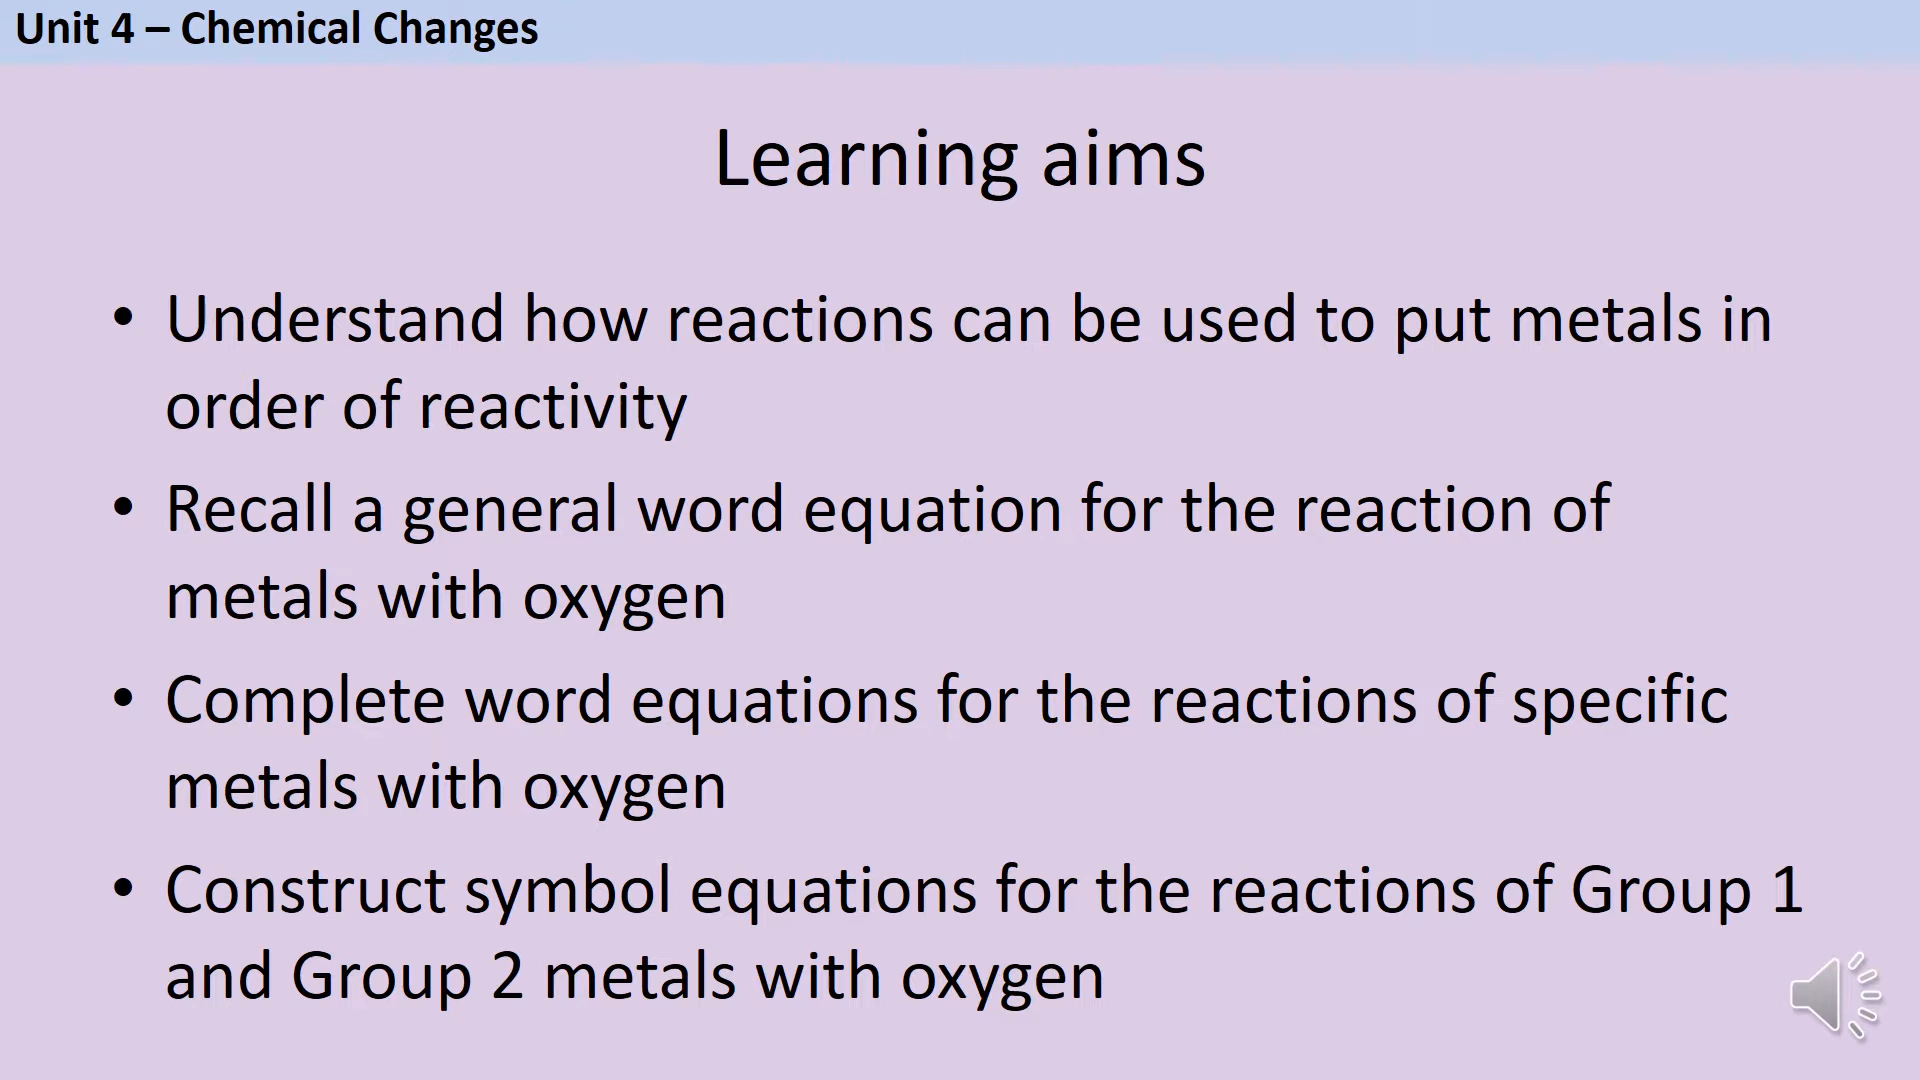 Unit 4 – Chemical Changes
Learning aims
• Understand how reactions can be used to put metals in
order of reactivity
• Recall a general word equation for the reaction of
metals with oxygen
• Complete word equations for the reactions of specific
metals with oxygen
• Construct symbol equations for the reactions of Group 1
and Group 2 metals with oxygen